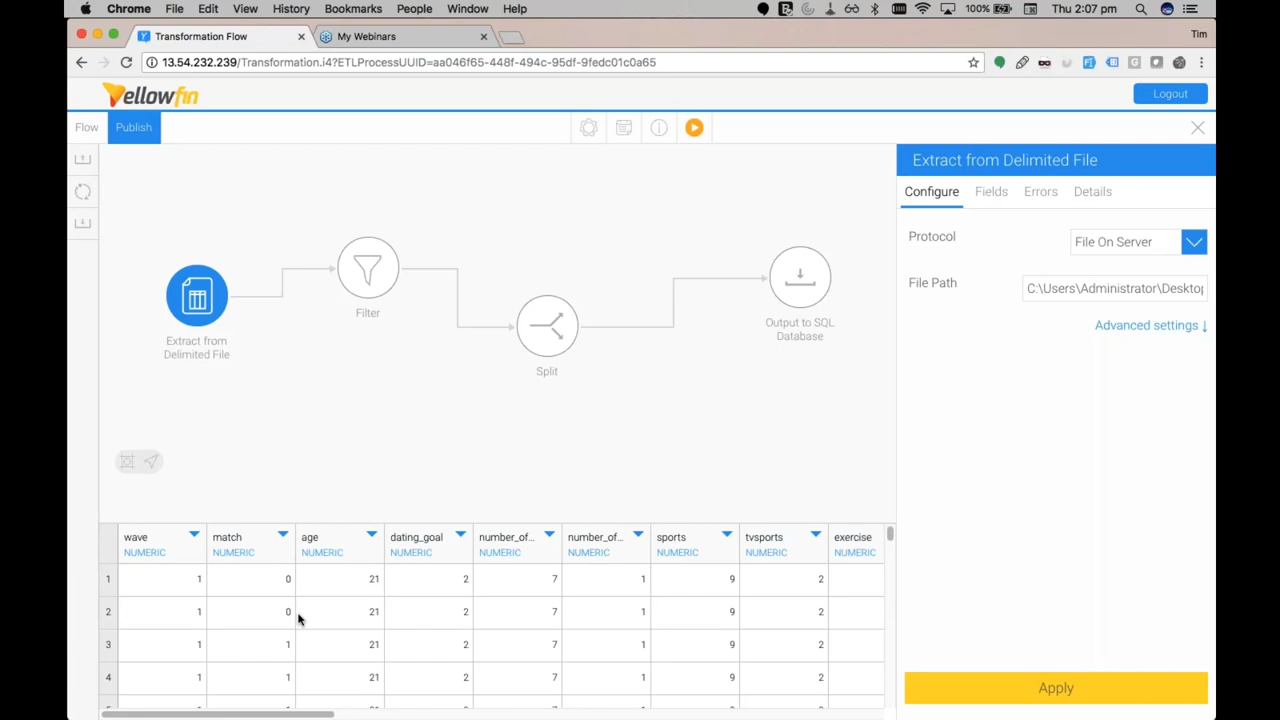 Chrome File Edit View History Bookmarks People Window Help 100% Thu 2:07 pm
Transformation Flow My Webinars Tim
13.54.232.239/Transformation.i4?ETLProcessUUID=aa046f65-448f-494c-95df-9fedc01c0a65
Yellowfin Logout
Flow Publish
Extract from Delimited File
Configure Fields Errors Details
Protocol File On Server
File Path C:\Users\Administrator\Desktop
Advanced settings ↓
Filter
Extract from
Delimited File
Split
Output to SQL
Database
wave match age dating_goal number_of... number_of... sports tvsports exercise
NUMERIC NUMERIC NUMERIC NUMERIC NUMERIC NUMERIC NUMERIC NUMERIC NUMERIC
1 1 0 21 2 7 1 9 2
2 1 0 21 2 7 1 9 2
3 1 1 21 2 7 1 9 2
4 1 1 21 2 7 1 9 2
Apply